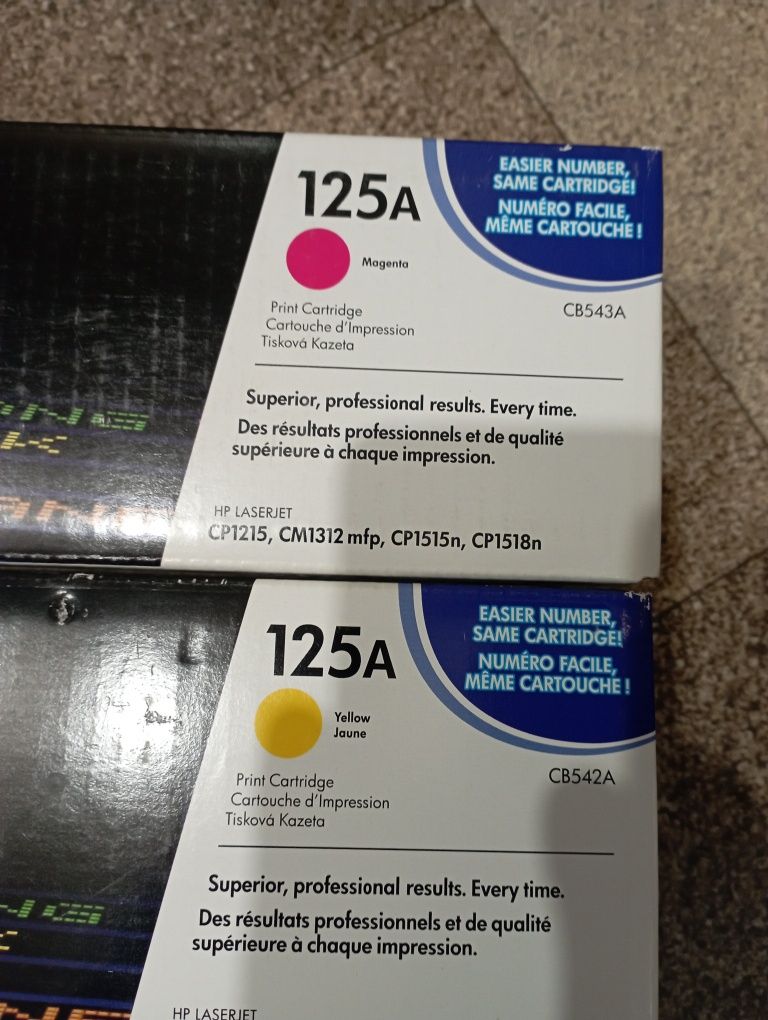 125A
EASIER NUMBER,
SAME CARTRIDGE!
NUMÉRO FACILE,
MÊME CARTOUCHE !
Magenta
CB543A
Print Cartridge
Cartouche d'Impression
Tisková Kazeta
Superior, professional results. Every time.
Des résultats professionnels et de qualité
supérieure à chaque impression.
HP LASERJET
CP1215, CM1312 mfp, CP1515n, CP1518n
125A
EASIER NUMBER,
SAME CARTRIDGE!
NUMÉRO FACILE,
MÊME CARTOUCHE !
Yellow
Jaune
CB542A
Print Cartridge
Cartouche d'Impression
Tisková Kazeta
Superior, professional results. Every time.
Des résultats professionnels et de qualité
supérieure à chaque impression.
HP LASERJET